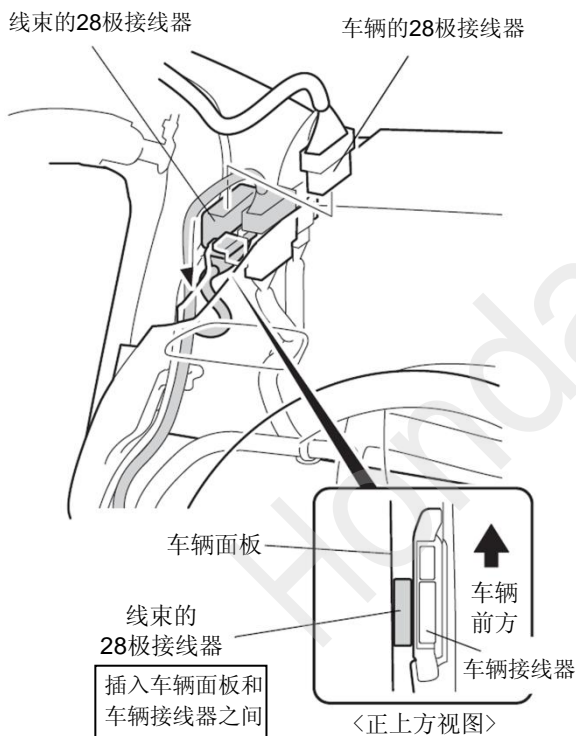 线束的28极接线器
车辆的28极接线器
Honda
车辆面板
车辆
前方
线束的
28极接线器
车辆接线器
插入车辆面板和
车辆接线器之间
〈正上方视图〉